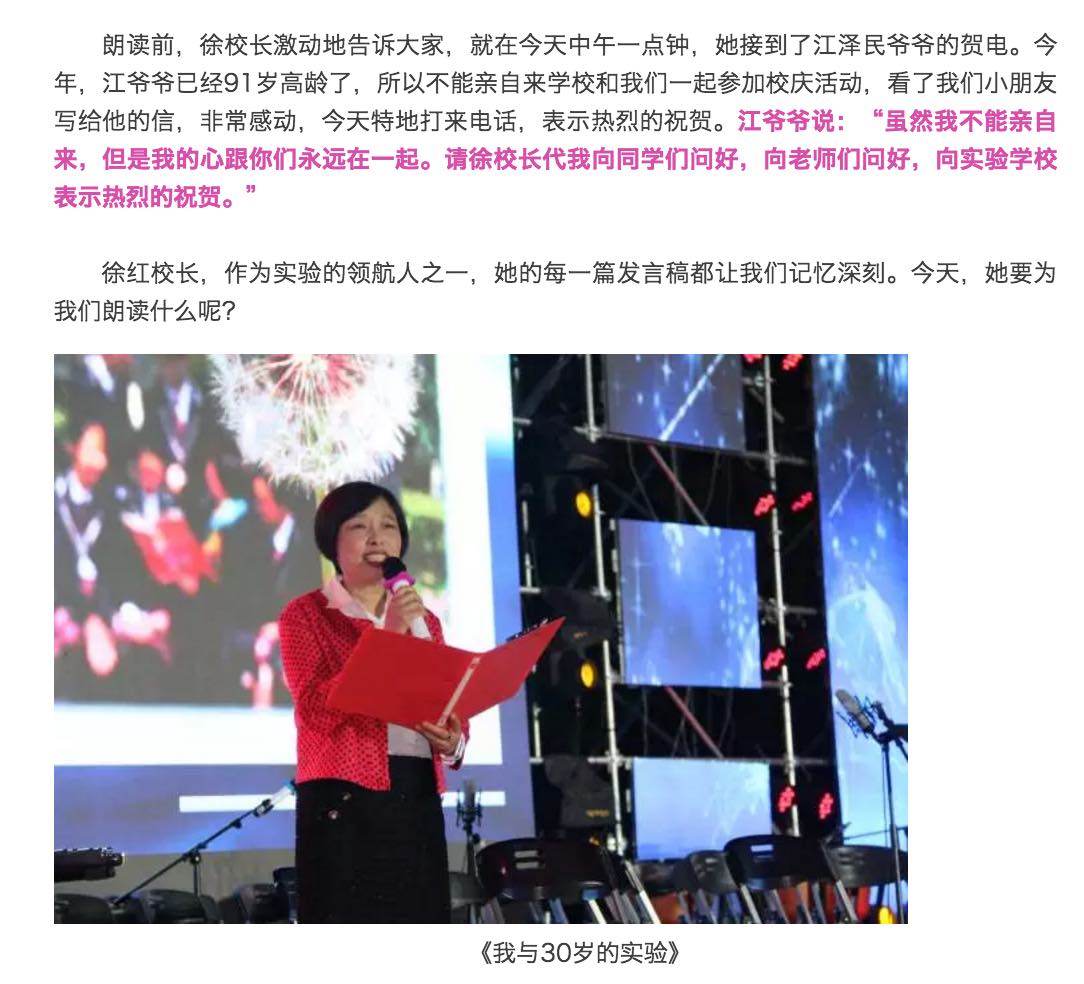 朗读前，徐校长激动地告诉大家，就在今天中午一点钟，她接到了江泽民爷爷的贺电。今
年，江爷爷已经91岁高龄了，所以不能亲自来学校和我们一起参加校庆活动，看了我们小朋友
写给他的信，非常感动，今天特地打来电话，表示热烈的祝贺。江爷爷说：“虽然我不能亲自
来，但是我的心跟你们永远在一起。请徐校长代我向同学们问好，向老师们问好，向实验学校
表示热烈的祝贺。”
徐红校长，作为实验的领航人之一，她的每一篇发言稿都让我们记忆深刻。今天，她要为
我们朗读什么呢？
《我与30岁的实验》